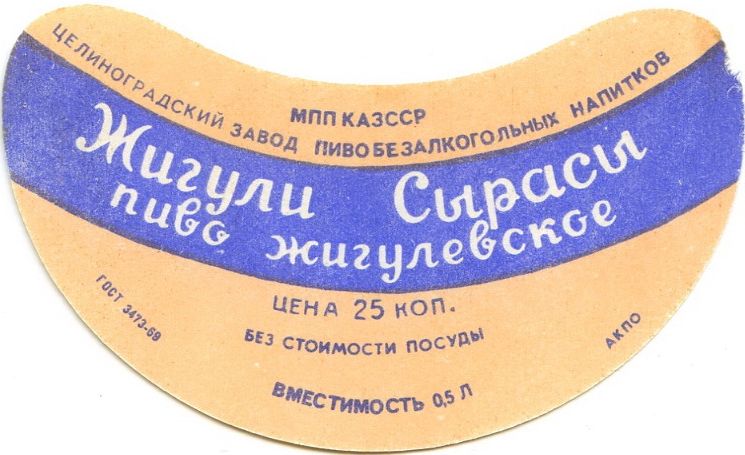 МПП КАЗССР
ЦЕЛИНОГРАДСКИЙ ЗАВОД ПИВОБЕЗАЛКОГОЛЬНЫХ НАПИТКОВ
Жигули Сырасы
пиво жигулевское
ЦЕНА 25 КОП.
БЕЗ СТОИМОСТИ ПОСУДЫ
ГОСТ 3473-69
АКПО
ВМЕСТИМОСТЬ 0,5 Л